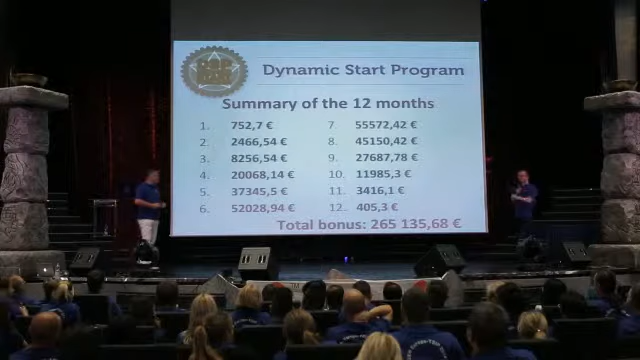 Dynamic Start Program
Summary of the 12 months
1. 752,7 € 7 55572,42 €
2. 2466,54 € 8. 45150,42 €
3. 8256,54 € 9. 27687,78 €
4. 20068,14 € 10. 11985,3 €
5. 37345,5 € 11. 3416,1 €
6. 52028,94 € 12. 405,3 €
Total bonus: 265 135,68 €